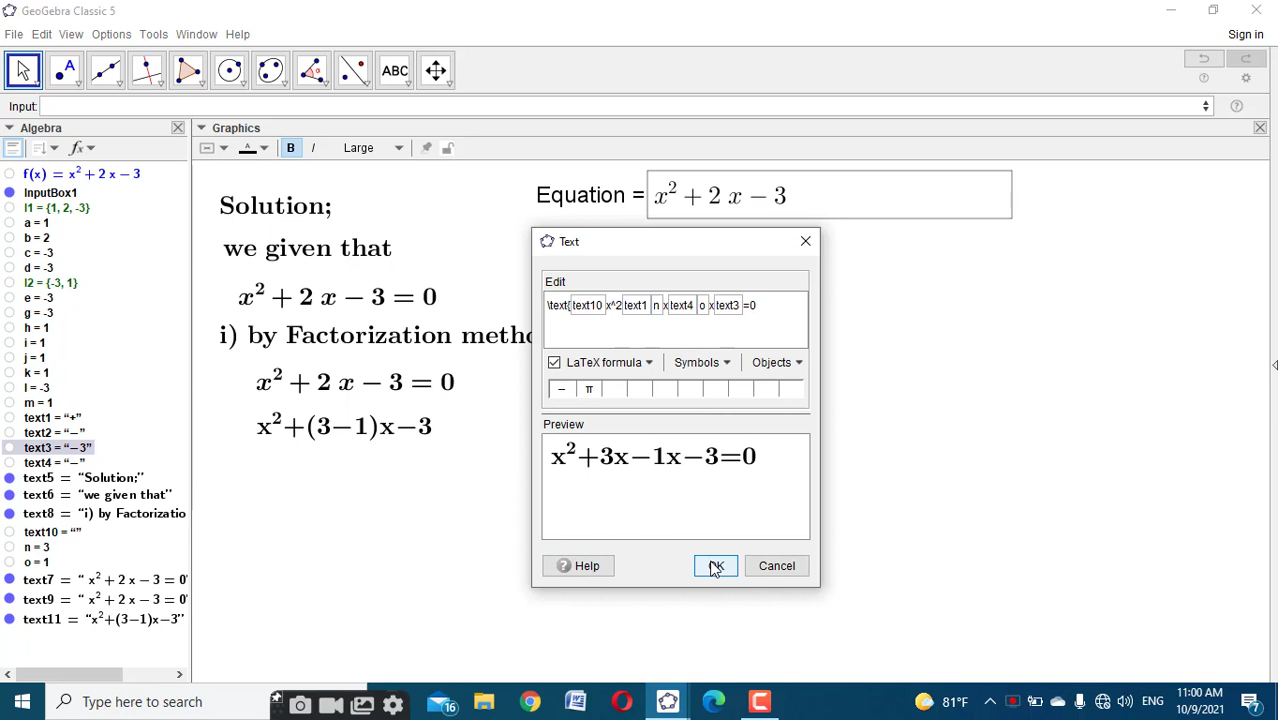 GeoGebra Classic 5
File Edit View Options Tools Window Help
Sign in
A
ABC
Input:
Algebra
Graphics
B I Large
f(x) = x² + 2 x − 3
InputBox1
l1 = {1, 2, -3}
a = 1
b = 2
c = -3
d = -3
l2 = {-3, 1}
e = -3
g = -3
h = 1
i = 1
j = 1
k = 1
l = -3
m = 1
text1 = “+”
text2 = “−”
text3 = “−3”
text4 = “−”
text5 = “Solution;”
text6 = “we given that”
text8 = “i) by Factorizatio
text10 = “”
n = 3
o = 1
text7 = “ x² + 2 x − 3 = 0”
text9 = “ x² + 2 x − 3 = 0”
text11 = “x²+(3−1)x−3”
Equation = x² + 2 x − 3
Solution;
we given that
x² + 2 x − 3 = 0
i) by Factorization metho
x² + 2 x − 3 = 0
x²+(3−1)x−3
Text
Edit
\text{text10 x^2 text1 n x text4 o x text3 =0
LaTeX formula Symbols Objects
− π
Preview
x²+3x−1x−3=0
Help OK Cancel
Type here to search
16
81°F
ENG
11:00 AM
10/9/2021
7